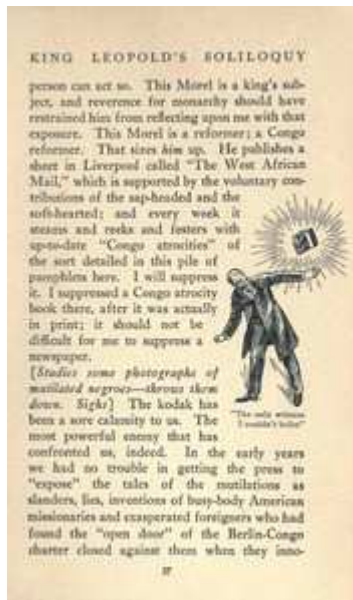 KING LEOPOLD'S SOLILOQUY
person can act so. This Morel is a king's sub-
ject, and reverence for monarchy should have
restrained him from reflecting upon me with that
exposure. This Morel is a reformer; a Congo
reformer. That sizes him up. He publishes a
sheet in Liverpool called "The West African
Mail," which is supported by the voluntary con-
tributions of the sap-headed and the
soft-hearted; and every week it
steams and reeks and festers with
up-to-date "Congo atrocities" of
the sort detailed in this pile of
pamphlets here. I will suppress
it. I suppressed a Congo atrocity
book there, after it was actually
in print; it should not be
difficult for me to suppress a
newspaper.
[Studies some photographs of
mutilated negroes—throws them
down. Sighs] The kodak has
been a sore calamity to us. The
most powerful enemy that has
confronted us, indeed. In the early years
we had no trouble in getting the press to
"expose" the tales of the mutilations as
slanders, lies, inventions of busy-body American
missionaries and exasperated foreigners who had
found the "open door" of the Berlin-Congo
charter closed against them when they inno-
"The only witness
I couldn't bribe"
37